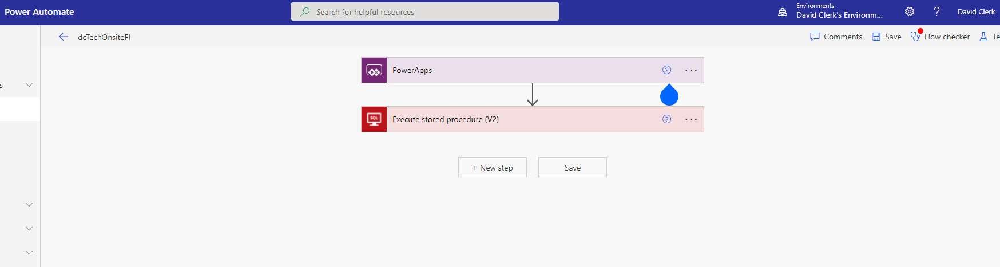 Power Automate
Search for helpful resources
Environments
David Clerk's Environm...
?
David Clerk
dcTechOnsiteFl
Comments
Save
Flow checker
Te
s
PowerApps
?
SQL
Execute stored procedure (V2)
?
+ New step
Save